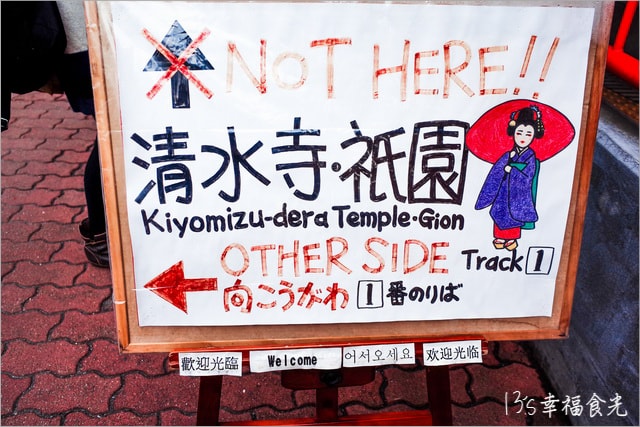 NOT HERE!!
清水寺・祇園
Kiyomizu-dera Temple・Gion
OTHER SIDE Track 1
向こうがわ 1 番のりば
歡迎光臨 Welcome 어서오세요 欢迎光临
13's幸福食光